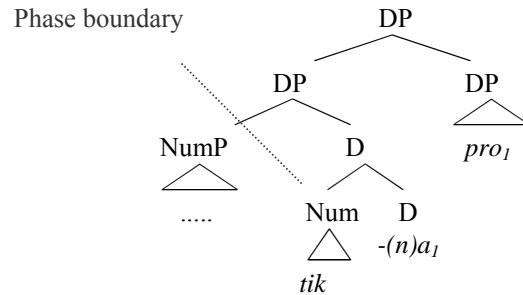 Phase boundary
DP
DP DP
NumP D pro₁
..... Num D
tik -(n)a₁